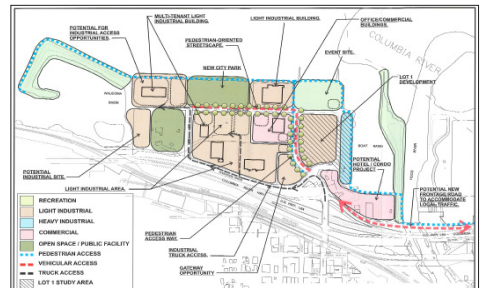 POTENTIAL FOR
INDUSTRIAL ACCESS
OPPORTUNITIES.
MULTI-TENANT LIGHT
INDUSTRIAL BUILDING.
PEDESTRIAN-ORIENTED
STREETSCAPE.
NEW CITY PARK
LIGHT INDUSTRIAL BUILDING.
OFFICE/COMMERCIAL
BUILDINGS.
EVENT SITE.
COLUMBIA RIVER
LOT 1
DEVELOPMENT
BOAT BASIN
POTENTIAL
INDUSTRIAL SITE.
LIGHT INDUSTRIAL AREA.
POTENTIAL
HOTEL / CONDO
PROJECT
POTENTIAL NEW
FRONTAGE ROAD
TO ACCOMMODATE
LOCAL TRAFFIC.
PEDESTRIAN
ACCESS WAY
INDUSTRIAL
TRUCK ACCESS.
GATEWAY
OPPORTUNITY
RECREATION
LIGHT INDUSTRIAL
HEAVY INDUSTRIAL
COMMERCIAL
OPEN SPACE / PUBLIC FACILITY
PEDESTRIAN ACCESS
VEHICULAR ACCESS
TRUCK ACCESS
LOT 1 STUDY AREA